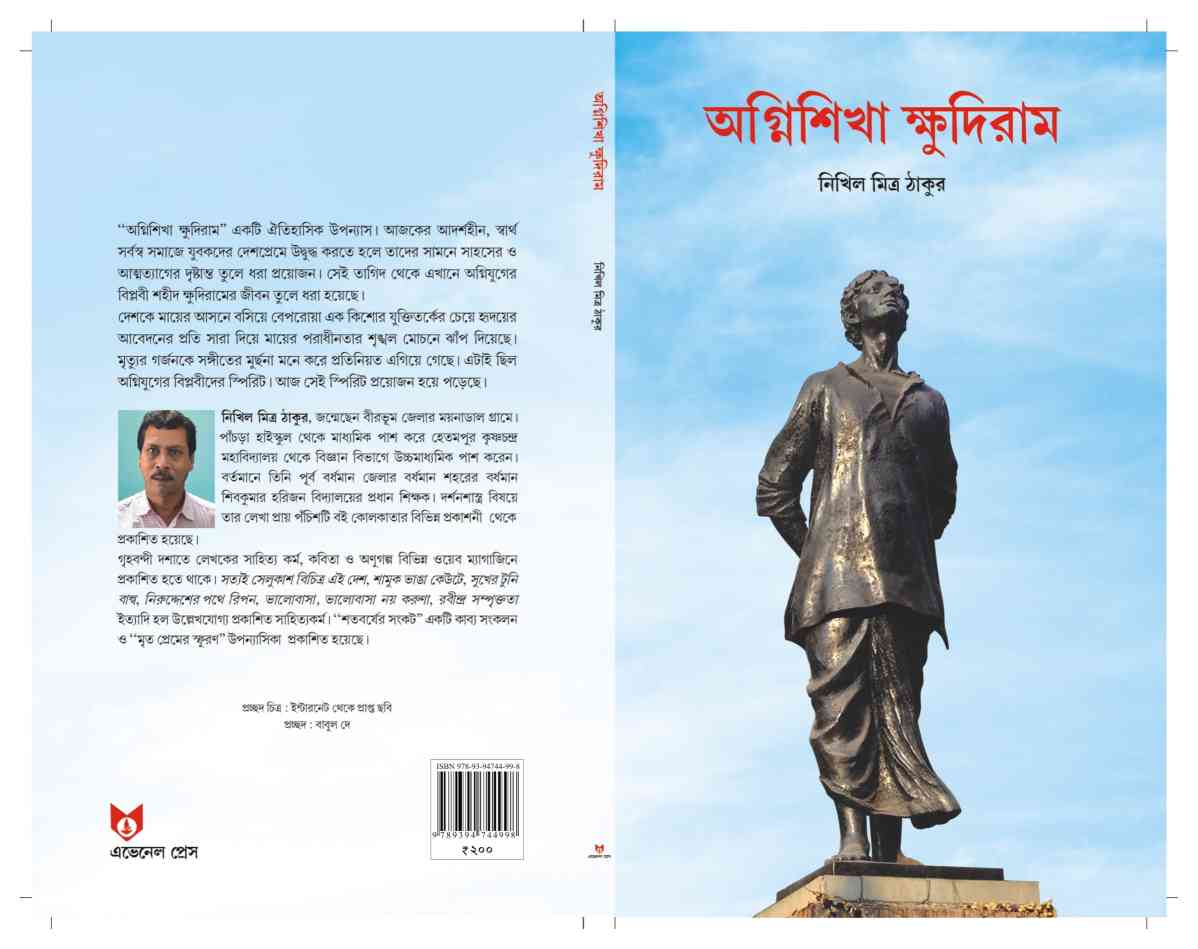 অগ্নিশিখা ক্ষুদিরাম
নিখিল মিত্র ঠাকুর
অগ্নিশিখা ক্ষুদিরাম
নিখিল মিত্র ঠাকুর
এভেনেল প্রেস
‘‘অগ্নিশিখা ক্ষুদিরাম’’ একটি ঐতিহাসিক উপন্যাস। আজকের আদর্শহীন, স্বার্থ
সর্বস্ব সমাজে যুবকদের দেশপ্রেমে উদ্বুদ্ধ করতে হলে তাদের সামনে সাহসের ও
আত্মত্যাগের দৃষ্টান্ত তুলে ধরা প্রয়োজন। সেই তাগিদ থেকে এখানে অগ্নিযুগের
বিপ্লবী শহীদ ক্ষুদিরামের জীবন তুলে ধরা হয়েছে।
দেশকে মায়ের আসনে বসিয়ে বেপরোয়া এক কিশোর যুক্তিতর্কের চেয়ে হৃদয়ের
আবেদনের প্রতি সারা দিয়ে মায়ের পরাধীনতার শৃঙ্খল মোচনে ঝাঁপ দিয়েছে।
মৃত্যুর গর্জনকে সঙ্গীতের মুর্ছনা মনে করে প্রতিনিয়ত এগিয়ে গেছে। এটাই ছিল
অগ্নিযুগের বিপ্লবীদের স্পিরিট। আজ সেই স্পিরিট প্রয়োজন হয়ে পড়েছে।
নিখিল মিত্র ঠাকুর, জন্মেছেন বীরভূম জেলার ময়নাডাল গ্রামে।
পাঁচড়া হাইস্কুল থেকে মাধ্যমিক পাশ করে হেতমপুর কৃষ্ণচন্দ্র
মহাবিদ্যালয় থেকে বিজ্ঞান বিভাগে উচ্চমাধ্যমিক পাশ করেন।
বর্তমানে তিনি পূর্ব বর্ধমান জেলার বর্ধমান শহরের বর্ধমান
শিবকুমার হরিজন বিদ্যালয়ের প্রধান শিক্ষক। দর্শনশাস্ত্র বিষয়ে
তার লেখা প্রায় পঁচিশটি বই কোলকাতার বিভিন্ন প্রকাশনী থেকে
প্রকাশিত হয়েছে।
গৃহবন্দী দশাতে লেখকের সাহিত্য কর্ম, কবিতা ও অণুগল্প বিভিন্ন ওয়েব ম্যাগাজিনে
প্রকাশিত হতে থাকে। সত্যই সেলুকাশ বিচিত্র এই দেশ, শামুক ভাঙা কেউটে, সুখের টুনি
বাল্ব, নিরুদ্দেশের পথে রিপন, ভালোবাসা, ভালোবাসা নয় করুণা, রবীন্দ্র সম্পৃক্ততা
ইত্যাদি হল উল্লেখযোগ্য প্রকাশিত সাহিত্যকর্ম। ‘‘শতবর্ষের সংকট’’ একটি কাব্য সংকলন
ও ‘‘মৃত প্রেমের স্ফুরণ’’ উপন্যাসিকা প্রকাশিত হয়েছে।
প্রচ্ছদ চিত্র : ইন্টারনেট থেকে প্রাপ্ত ছবি
প্রচ্ছদ : বাবুল দে
ISBN 978-93-94744-99-8
9 789394 744998
₹ ২০০
এভেনেল প্রেস